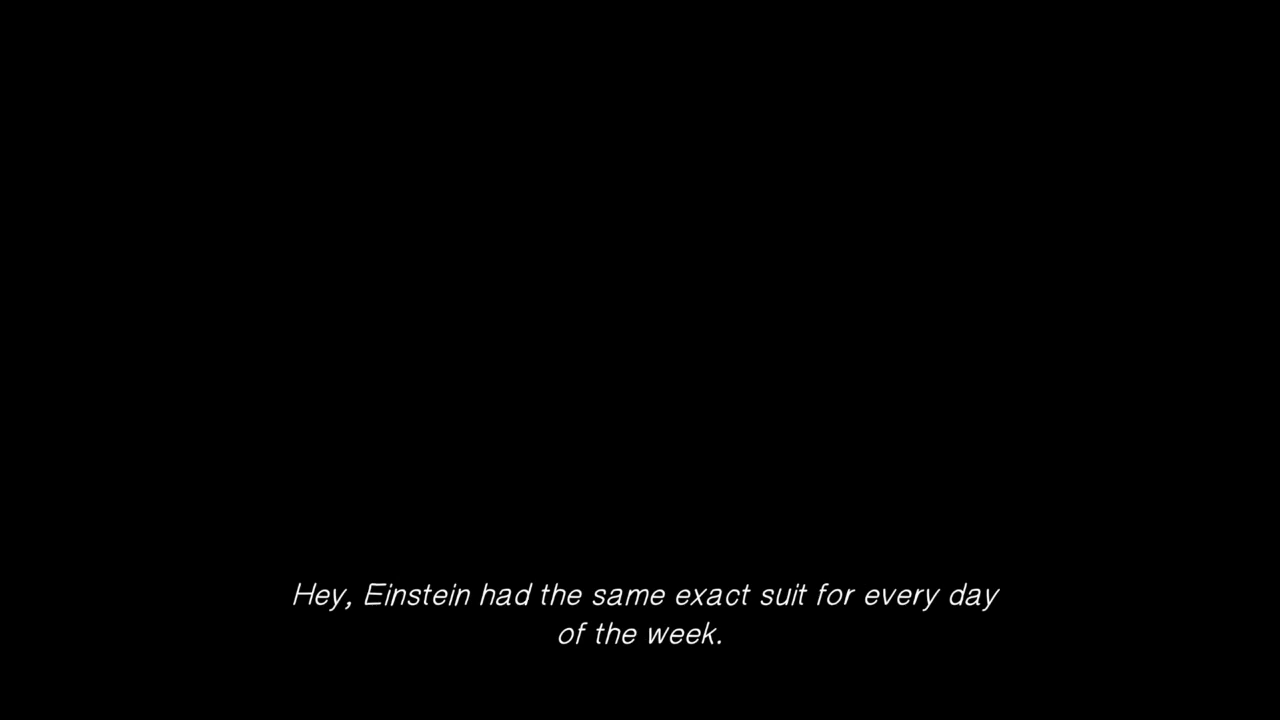 Hey, Einstein had the same exact suit for every day
of the week.